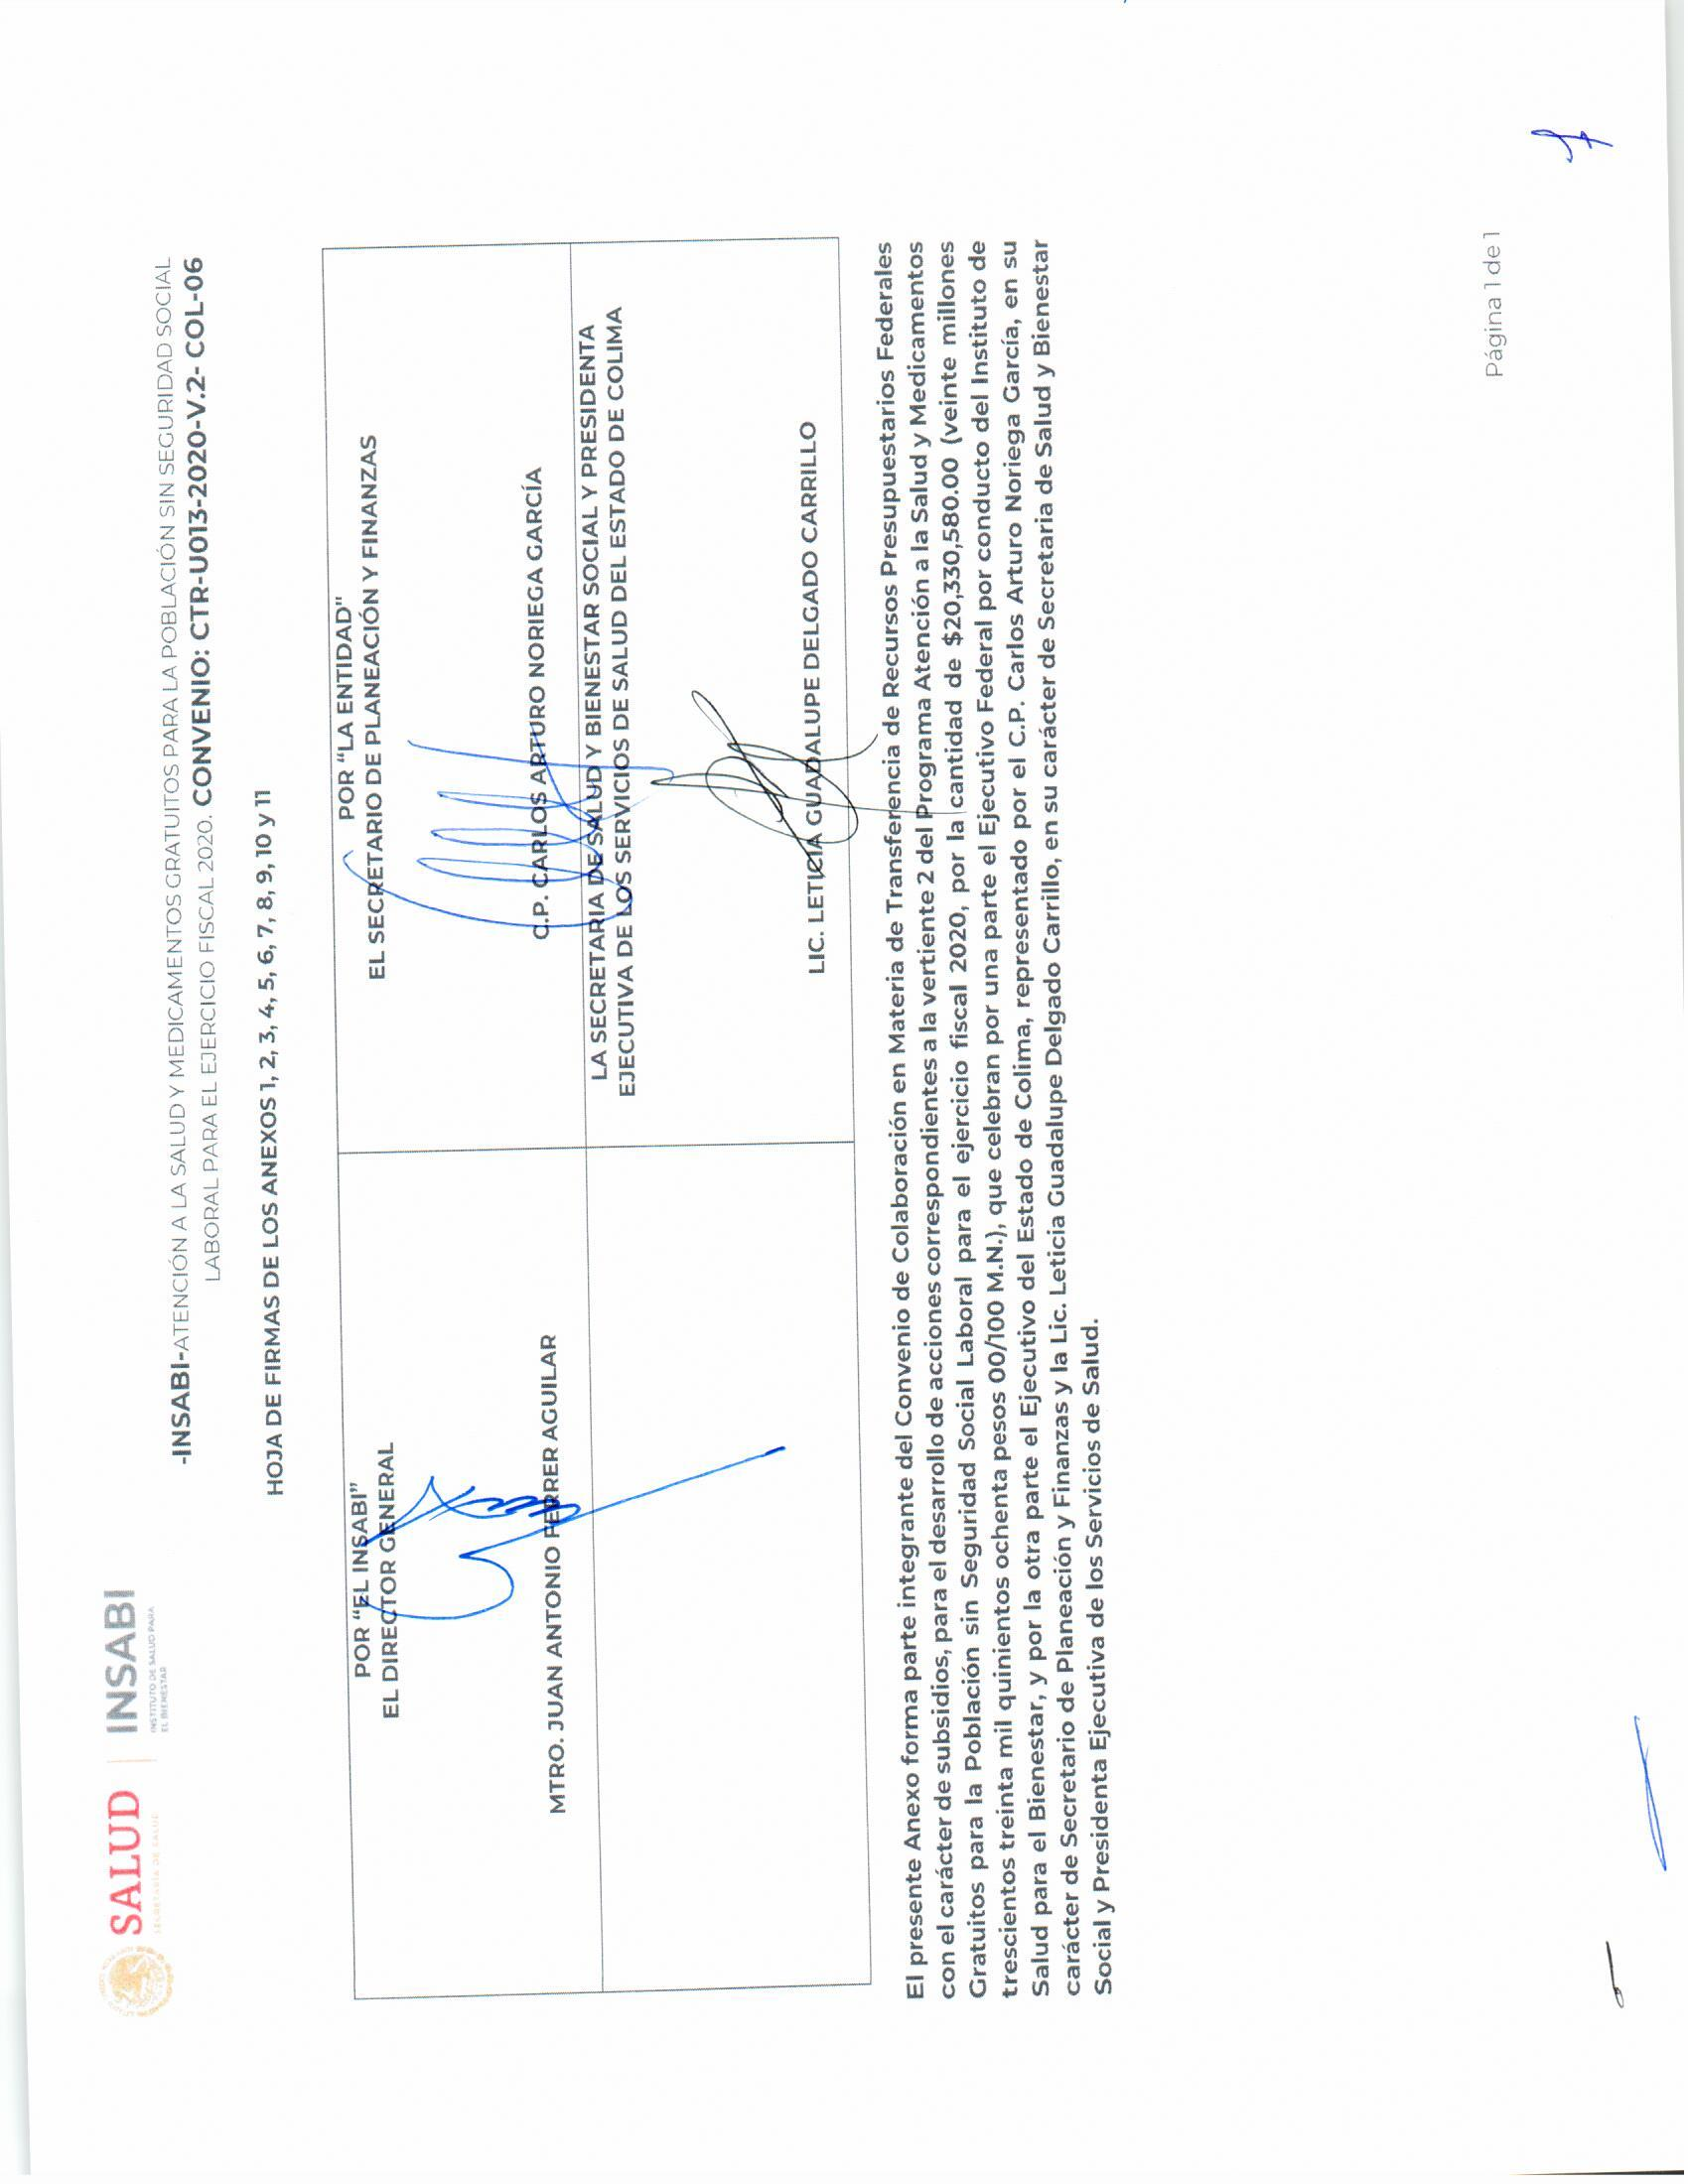 SALUD
SECRETARÍA DE SALUD
INSABI
INSTITUTO DE SALUD PARA
EL BIENESTAR
-INSABI-ATENCIÓN A LA SALUD Y MEDICAMENTOS GRATUITOS PARA LA POBLACIÓN SIN SEGURIDAD SOCIAL
LABORAL PARA EL EJERCICIO FISCAL 2020. CONVENIO: CTR-U013-2020-V.2- COL-06
HOJA DE FIRMAS DE LOS ANEXOS 1, 2, 3, 4, 5, 6, 7, 8, 9, 10 y 11
POR “EL INSABI”
EL DIRECTOR GENERAL
MTRO. JUAN ANTONIO FERRER AGUILAR
POR “LA ENTIDAD"
EL SECRETARIO DE PLANEACIÓN Y FINANZAS
C.P. CARLOS ARTURO NORIEGA GARCÍA
LA SECRETARIA DE SALUD Y BIENESTAR SOCIAL Y PRESIDENTA
EJECUTIVA DE LOS SERVICIOS DE SALUD DEL ESTADO DE COLIMA
LIC. LETICIA GUADALUPE DELGADO CARRILLO
El presente Anexo forma parte integrante del Convenio de Colaboración en Materia de Transferencia de Recursos Presupuestarios Federales
con el carácter de subsidios, para el desarrollo de acciones correspondientes a la vertiente 2 del Programa Atención a la Salud y Medicamentos
Gratuitos para la Población sin Seguridad Social Laboral para el ejercicio fiscal 2020, por la cantidad de $20,330,580.00 (veinte millones
trescientos treinta mil quinientos ochenta pesos 00/100 M.N.), que celebran por una parte el Ejecutivo Federal por conducto del Instituto de
Salud para el Bienestar, y por la otra parte el Ejecutivo del Estado de Colima, representado por el C.P. Carlos Arturo Noriega García, en su
carácter de Secretario de Planeación y Finanzas y la Lic. Leticia Guadalupe Delgado Carrillo, en su carácter de Secretaria de Salud y Bienestar
Social y Presidenta Ejecutiva de los Servicios de Salud.
Página 1 de 1